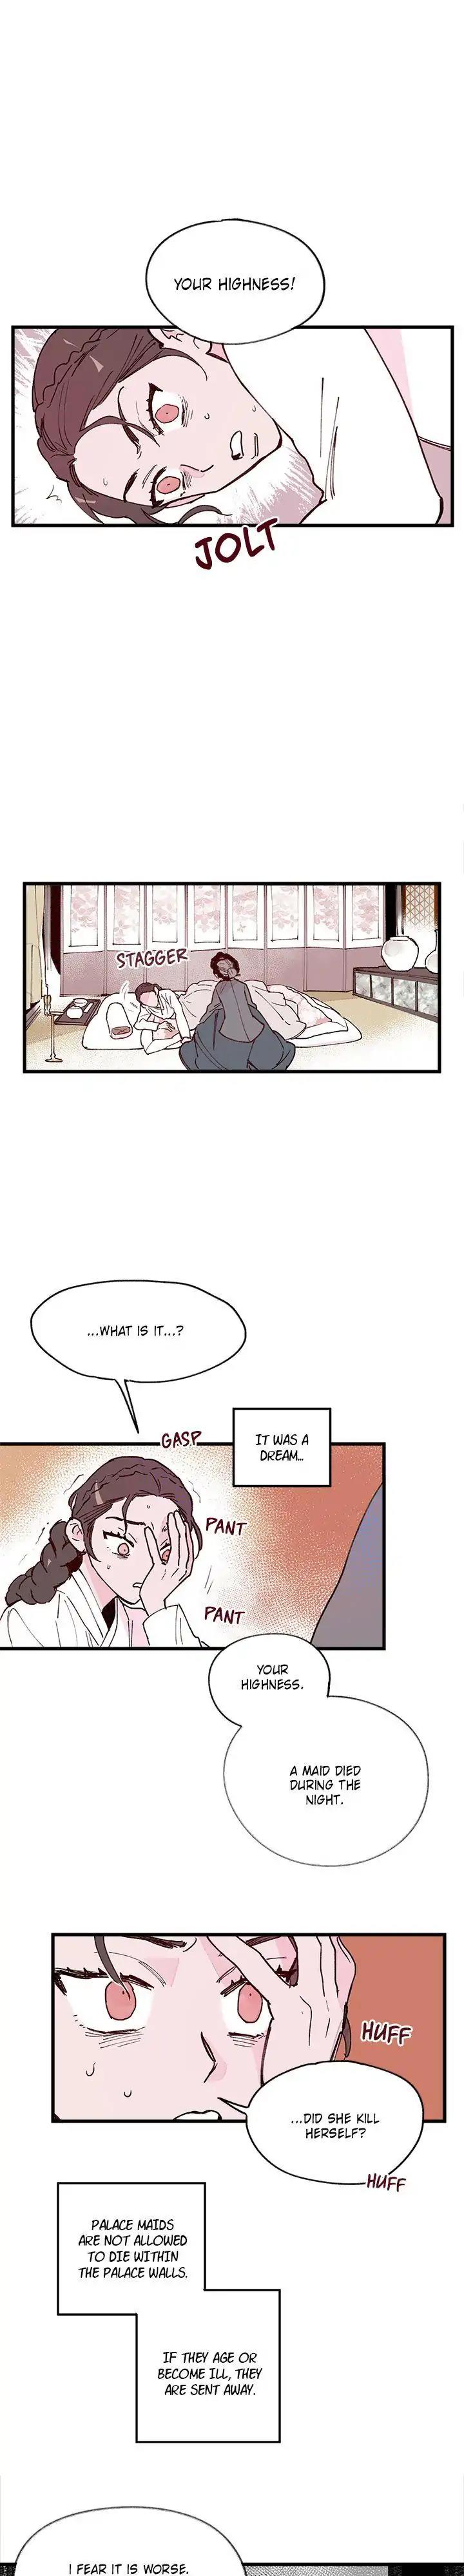 YOUR HIGHNESS!
JOLT
STAGGER
...WHAT IS IT...?
IT WAS A
DREAM...
GASP
PANT
PANT
YOUR
HIGHNESS.
A MAID DIED
DURING THE
NIGHT.
HUFF
...DID SHE KILL
HERSELF?
HUFF
PALACE MAIDS
ARE NOT ALLOWED
TO DIE WITHIN
THE PALACE WALLS.
IF THEY AGE OR
BECOME ILL, THEY
ARE SENT AWAY.
I FEAR IT IS WORSE.